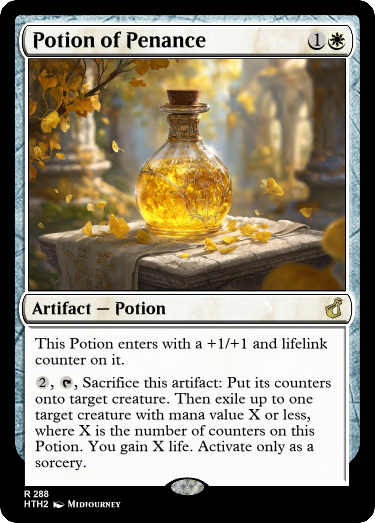 Potion of Penance 1
Artifact — Potion
This Potion enters with a +1/+1 and lifelink
counter on it.
2, , Sacrifice this artifact: Put its counters
onto target creature. Then exile up to one
target creature with mana value X or less,
where X is the number of counters on this
Potion. You gain X life. Activate only as a
sorcery.
R 288
HTH2 Midjourney